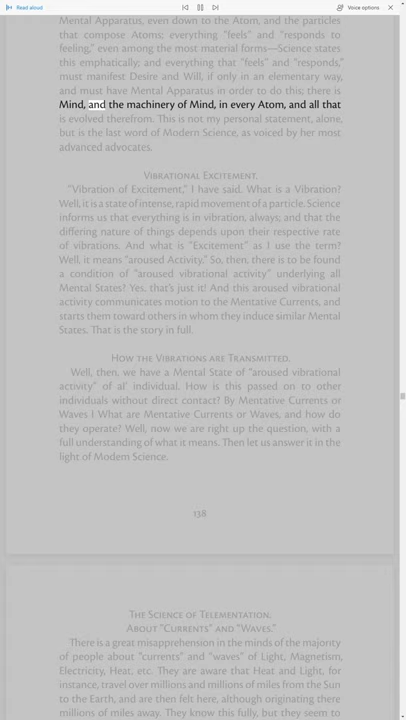 Read aloud
Voice options
Mental Apparatus, even down to the Atom, and the particles
that compose Atoms; everything "feels" and "responds to
feeling," even among the most material forms—Science states
this emphatically; and everything that "feels" and "responds,"
must manifest Desire and Will, if only in an elementary way,
and must have Mental Apparatus in order to do this; there is
Mind, and the machinery of Mind, in every Atom, and all that
is evolved therefrom. This is not my personal statement, alone,
but is the last word of Modern Science, as voiced by her most
advanced advocates.
Vibrational Excitement.
"Vibration of Excitement," I have said. What is a Vibration?
Well, it is a state of intense, rapid movement of a particle. Science
informs us that everything is in vibration, always; and that the
differing nature of things depends upon their respective rate
of vibrations. And what is "Excitement" as I use the term?
Well, it means "aroused Activity." So, then, there is to be found
a condition of "aroused vibrational activity" underlying all
Mental States? Yes. that's just it! And this aroused vibrational
activity communicates motion to the Mentative Currents, and
starts them toward others in whom they induce similar Mental
States. That is the story in full.
How the Vibrations are Transmitted.
Well, then, we have a Mental State of "aroused vibrational
activity" of al' individual. How is this passed on to other
individuals without direct contact? By Mentative Currents or
Waves I What are Mentative Currents or Waves, and how do
they operate? Well, now we are right up the question, with a
full understanding of what it means. Then let us answer it in the
light of Modern Science.
138
The Science of Telementation.
About "Currents" and "Waves."
There is a great misapprehension in the minds of the majority
of people about "currents" and "waves" of Light, Magnetism,
Electricity, Heat, etc. They are aware that Heat and Light, for
instance, travel over millions and millions of miles from the Sun
to the Earth, and are then felt here, although originating there
millions of miles away. They know this fully, but they seem to